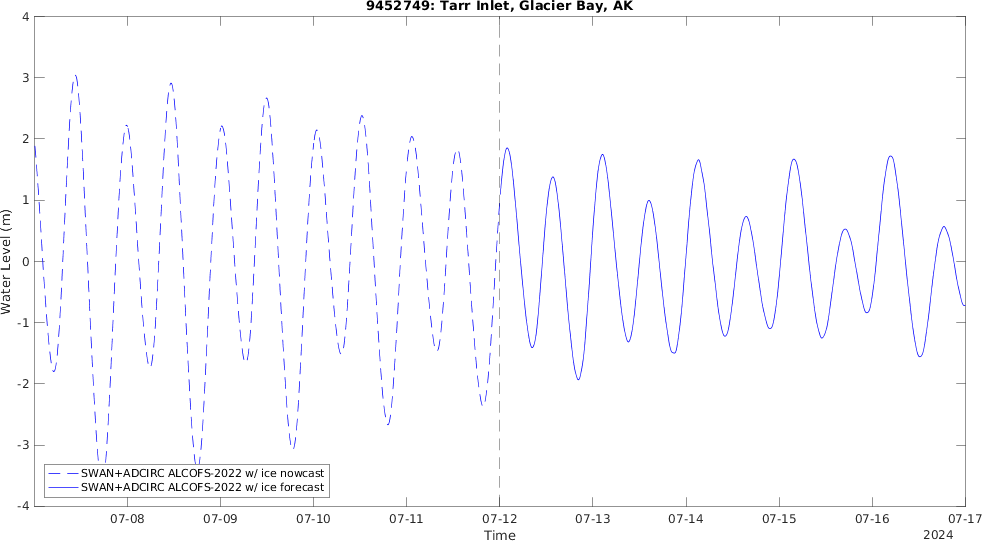 9452749: Tarr Inlet, Glacier Bay, AK
4
3
2
1
0
-1
-2
-3
-4
Water Level (m)
SWAN+ADCIRC ALCOFS-2022 w/ ice nowcast
SWAN+ADCIRC ALCOFS-2022 w/ ice forecast
07-08 07-09 07-10 07-11 07-12 07-13 07-14 07-15 07-16 07-17
Time
2024